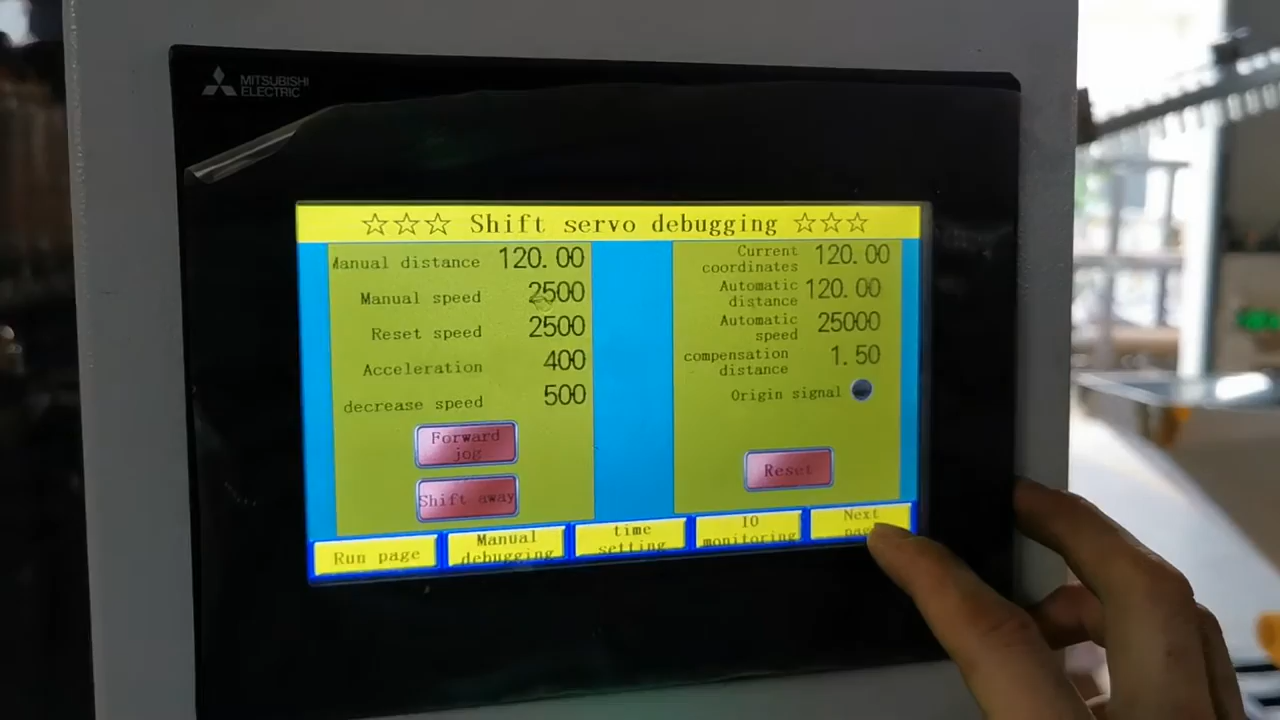 MITSUBISHI
ELECTRIC
☆☆☆ Shift servo debugging ☆☆☆
Manual distance 120.00
Manual speed 2500
Reset speed 2500
Acceleration 400
decrease speed 500
Forward
jog
Shift away
Current
coordinates 120.00
Automatic
distance 120.00
Automatic
speed 25000
compensation
distance 1.50
Origin signal
Reset
Run page
Manual
debugging
time
setting
IO
monitoring
Next